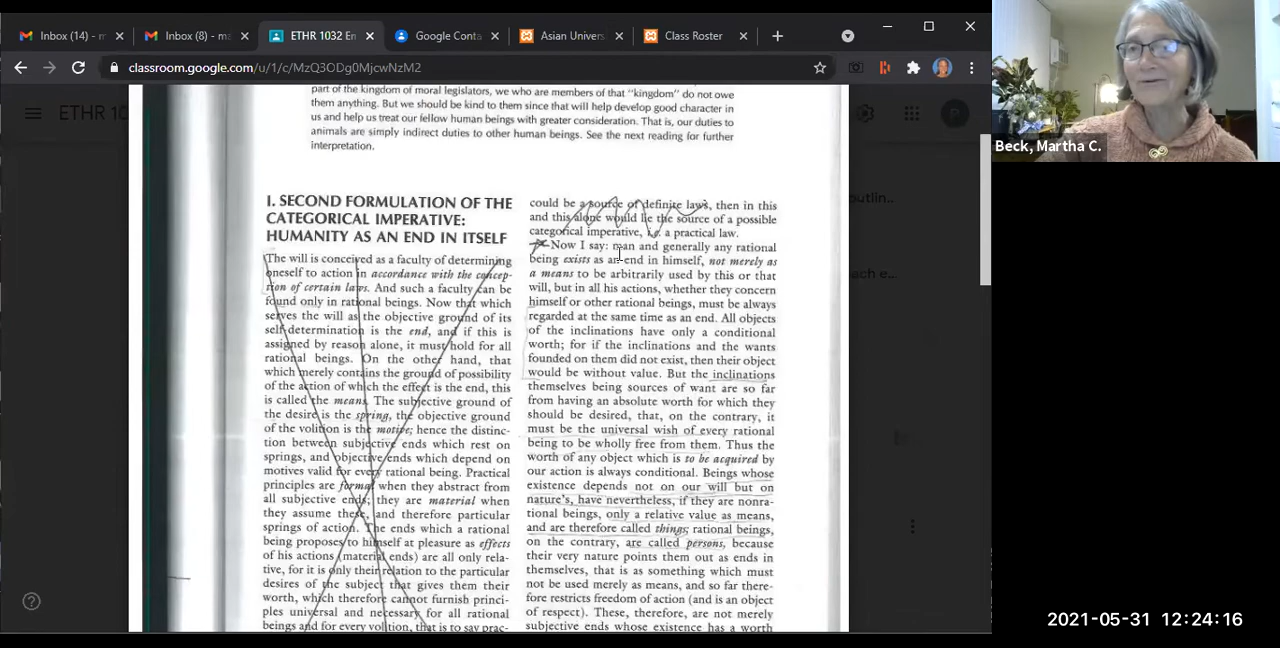 Inbox (14) - m
Inbox (8) - m
ETHR 1032 En
Google Conta
Asian Univers
Class Roster
classroom.google.com/u/1/c/MzQ3ODg0MjcwNzM2
ETHR 10
part of the kingdom of moral legislators, we who are members of that "kingdom" do not owe
them anything. But we should be kind to them since that will help develop good character in
us and help us treat our fellow human beings with greater consideration. That is, our duties to
animals are simply indirect duties to other human beings. See the next reading for further
interpretation.
I. SECOND FORMULATION OF THE
CATEGORICAL IMPERATIVE:
HUMANITY AS AN END IN ITSELF
The will is conceived as a faculty of determining
oneself to action in accordance with the concep-
tion of certain laws. And such a faculty can be
found only in rational beings. Now that which
serves the will as the objective ground of its
self-determination is the end, and if this is
assigned by reason alone, it must hold for all
rational beings. On the other hand, that
which merely contains the ground of possibility
of the action of which the effect is the end, this
is called the means. The subjective ground of
the desire is the spring, the objective ground
of the volition is the motive; hence the distinc-
tion between subjective ends which rest on
springs, and objective ends which depend on
motives valid for every rational being. Practical
principles are formal when they abstract from
all subjective ends; they are material when
they assume these, and therefore particular
springs of action. The ends which a rational
being proposes to himself at pleasure as effects
of his actions (material ends) are all only rela-
tive, for it is only their relation to the particular
desires of the subject that gives them their
worth, which therefore cannot furnish princi-
ples universal and necessary for all rational
beings and for every volition, that is to say prac-
could be a source of definite laws, then in this
and this alone would lie the source of a possible
categorical imperative, i.e. a practical law.
Now I say: man and generally any rational
being exists as an end in himself, not merely as
a means to be arbitrarily used by this or that
will, but in all his actions, whether they concern
himself or other rational beings, must be always
regarded at the same time as an end. All objects
of the inclinations have only a conditional
worth; for if the inclinations and the wants
founded on them did not exist, then their object
would be without value. But the inclinations
themselves being sources of want are so far
from having an absolute worth for which they
should be desired, that, on the contrary, it
must be the universal wish of every rational
being to be wholly free from them. Thus the
worth of any object which is to be acquired by
our action is always conditional. Beings whose
existence depends not on our will but on
nature's, have nevertheless, if they are nonra-
tional beings, only a relative value as means,
and are therefore called things; rational beings,
on the contrary, are called persons, because
their very nature points them out as ends in
themselves, that is as something which must
not be used merely as means, and so far there-
fore restricts freedom of action (and is an object
of respect). These, therefore, are not merely
subjective ends whose existence has a worth
outlin...
ach e...
Beck, Martha C.
2021-05-31 12:24:16